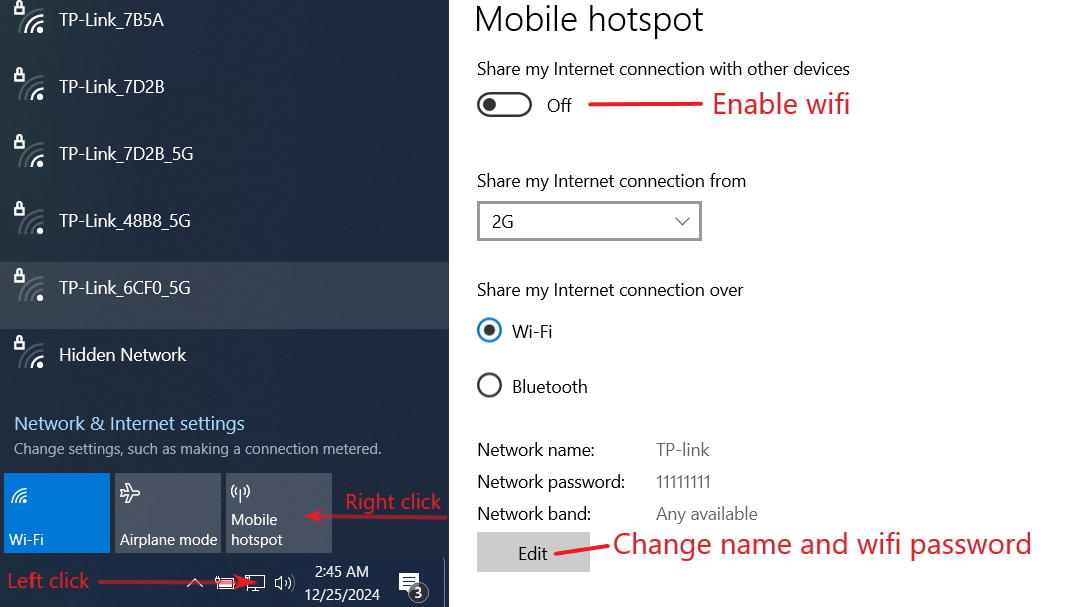 TP-Link_7B5A
TP-Link_7D2B
TP-Link_7D2B_5G
TP-Link_48B8_5G
TP-Link_6CF0_5G
Hidden Network
Network & Internet settings
Change settings, such as making a connection metered.
Wi-Fi
Airplane mode
Mobile
hotspot
Right click
Left click
2:45 AM
12/25/2024
3
Mobile hotspot
Share my Internet connection with other devices
Off
Enable wifi
Share my Internet connection from
2G
Share my Internet connection over
Wi-Fi
Bluetooth
Network name: TP-link
Network password: 11111111
Network band: Any available
Edit
Change name and wifi password